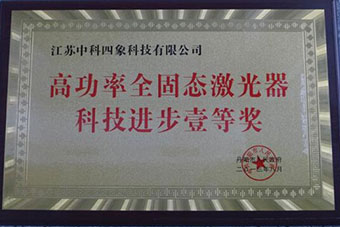 江苏中科四象科技有限公司
高功率全固态激光器
科技进步壹等奖